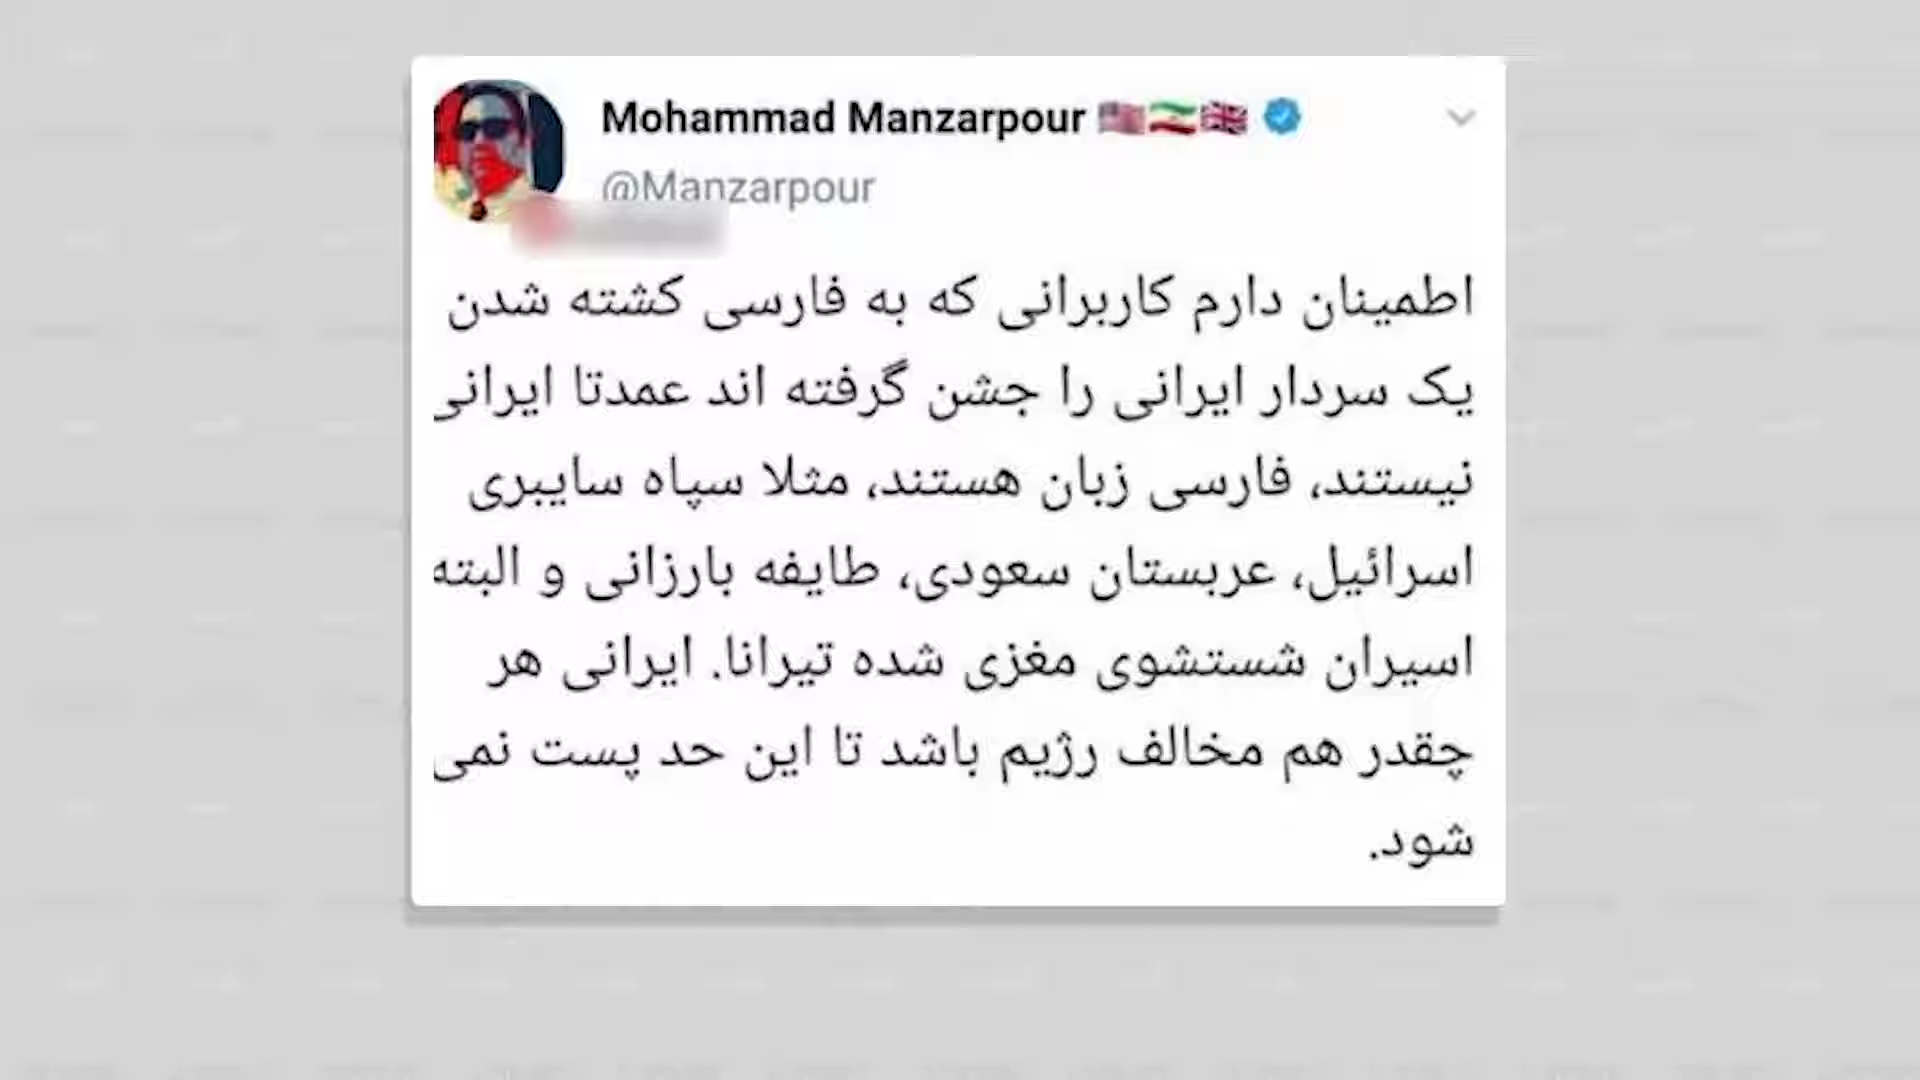 Mohammad Manzarpour 🇺🇸🇮🇷🇬🇧
@Manzarpour
اطمینان دارم کاربرانی که به فارسی کشته شدن
یک سردار ایرانی را جشن گرفته اند عمدتا ایرانی
نیستند، فارسی زبان هستند، مثلا سپاه سایبری
اسرائیل، عربستان سعودی، طایفه بارزانی و البته
اسیران شستشوی مغزی شده تیرانا. ایرانی هر
چقدر هم مخالف رژیم باشد تا این حد پست نمی
شود.